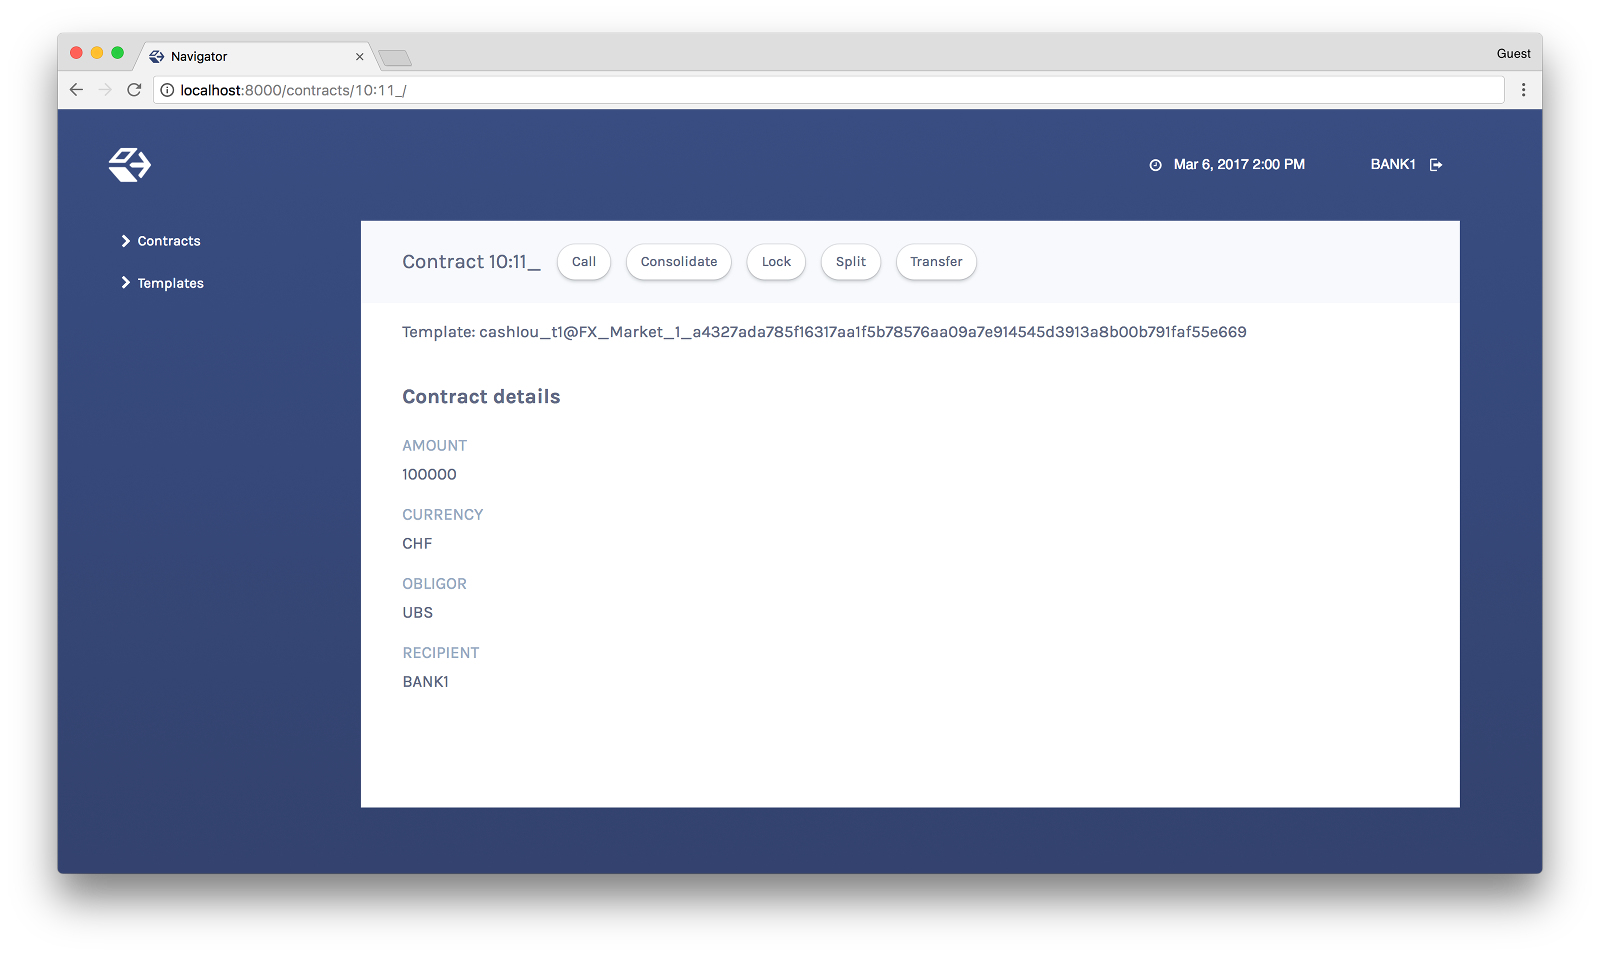 Navigator
Guest
localhost:8000/contracts/10:11_/
Mar 6, 2017 2:00 PM
BANK1
Contracts
Templates
Contract 10:11_ Call Consolidate Lock Split Transfer
Template: cashIou_t1@FX_Market_1_a4327ada785f16317aa1f5b78576aa09a7e914545d3913a8b00b791faf55e669
Contract details
AMOUNT
100000
CURRENCY
CHF
OBLIGOR
UBS
RECIPIENT
BANK1